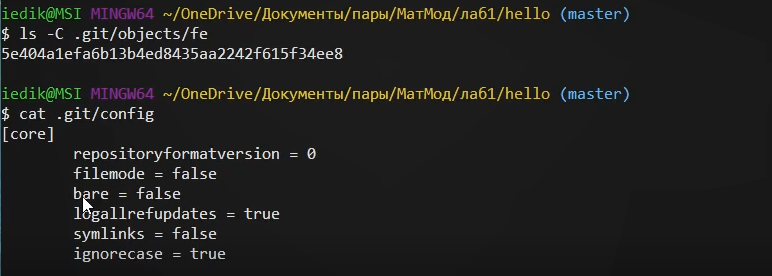 iedik@MSI MINGW64 ~/OneDrive/Документы/пары/МатМод/лаб1/hello (master)
$ ls -C .git/objects/fe
5e404a1efa6b13b4ed8435aa2242f615f34ee8
iedik@MSI MINGW64 ~/OneDrive/Документы/пары/МатМод/лаб1/hello (master)
$ cat .git/config
[core]
repositoryformatversion = 0
filemode = false
bare = false
logallrefupdates = true
symlinks = false
ignorecase = true